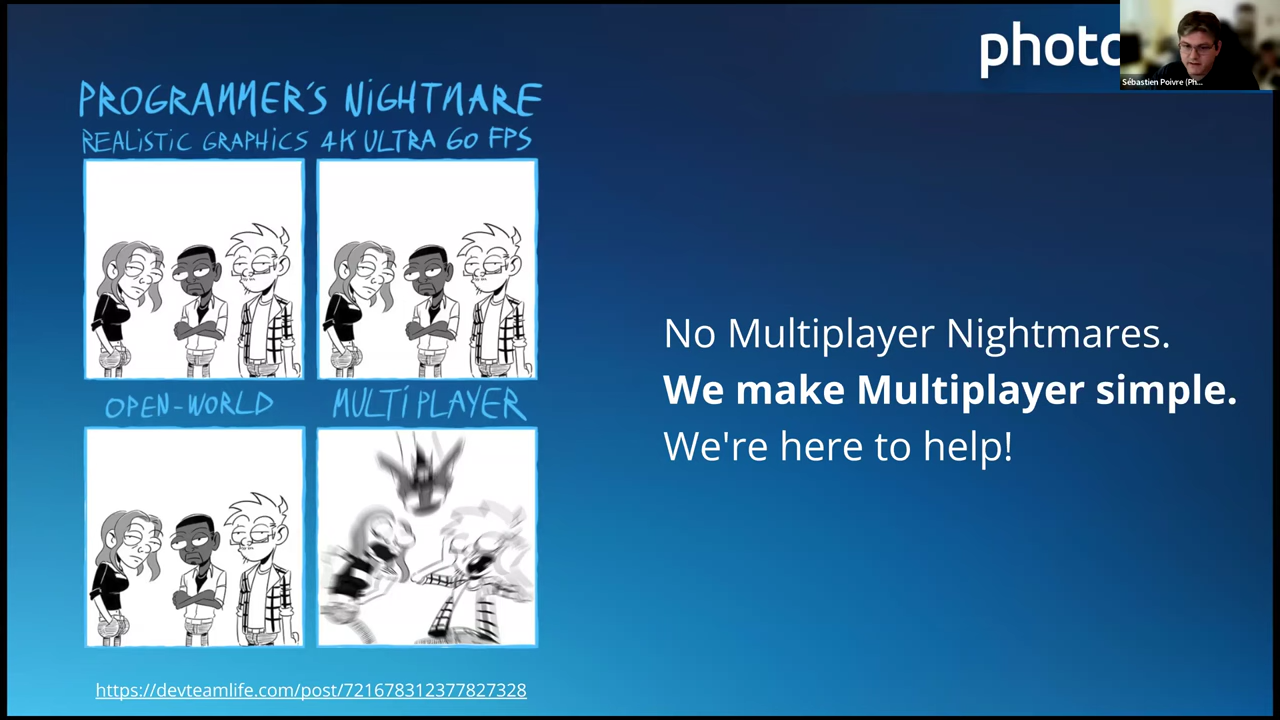 photo
Sébastien Poivre (Ph...
PROGRAMMER'S NIGHTMARE
REALISTIC GRAPHICS 4K ULTRA 60 FPS
OPEN-WORLD MULTIPLAYER
No Multiplayer Nightmares.
We make Multiplayer simple.
We're here to help!
https://devteamlife.com/post/721678312377827328